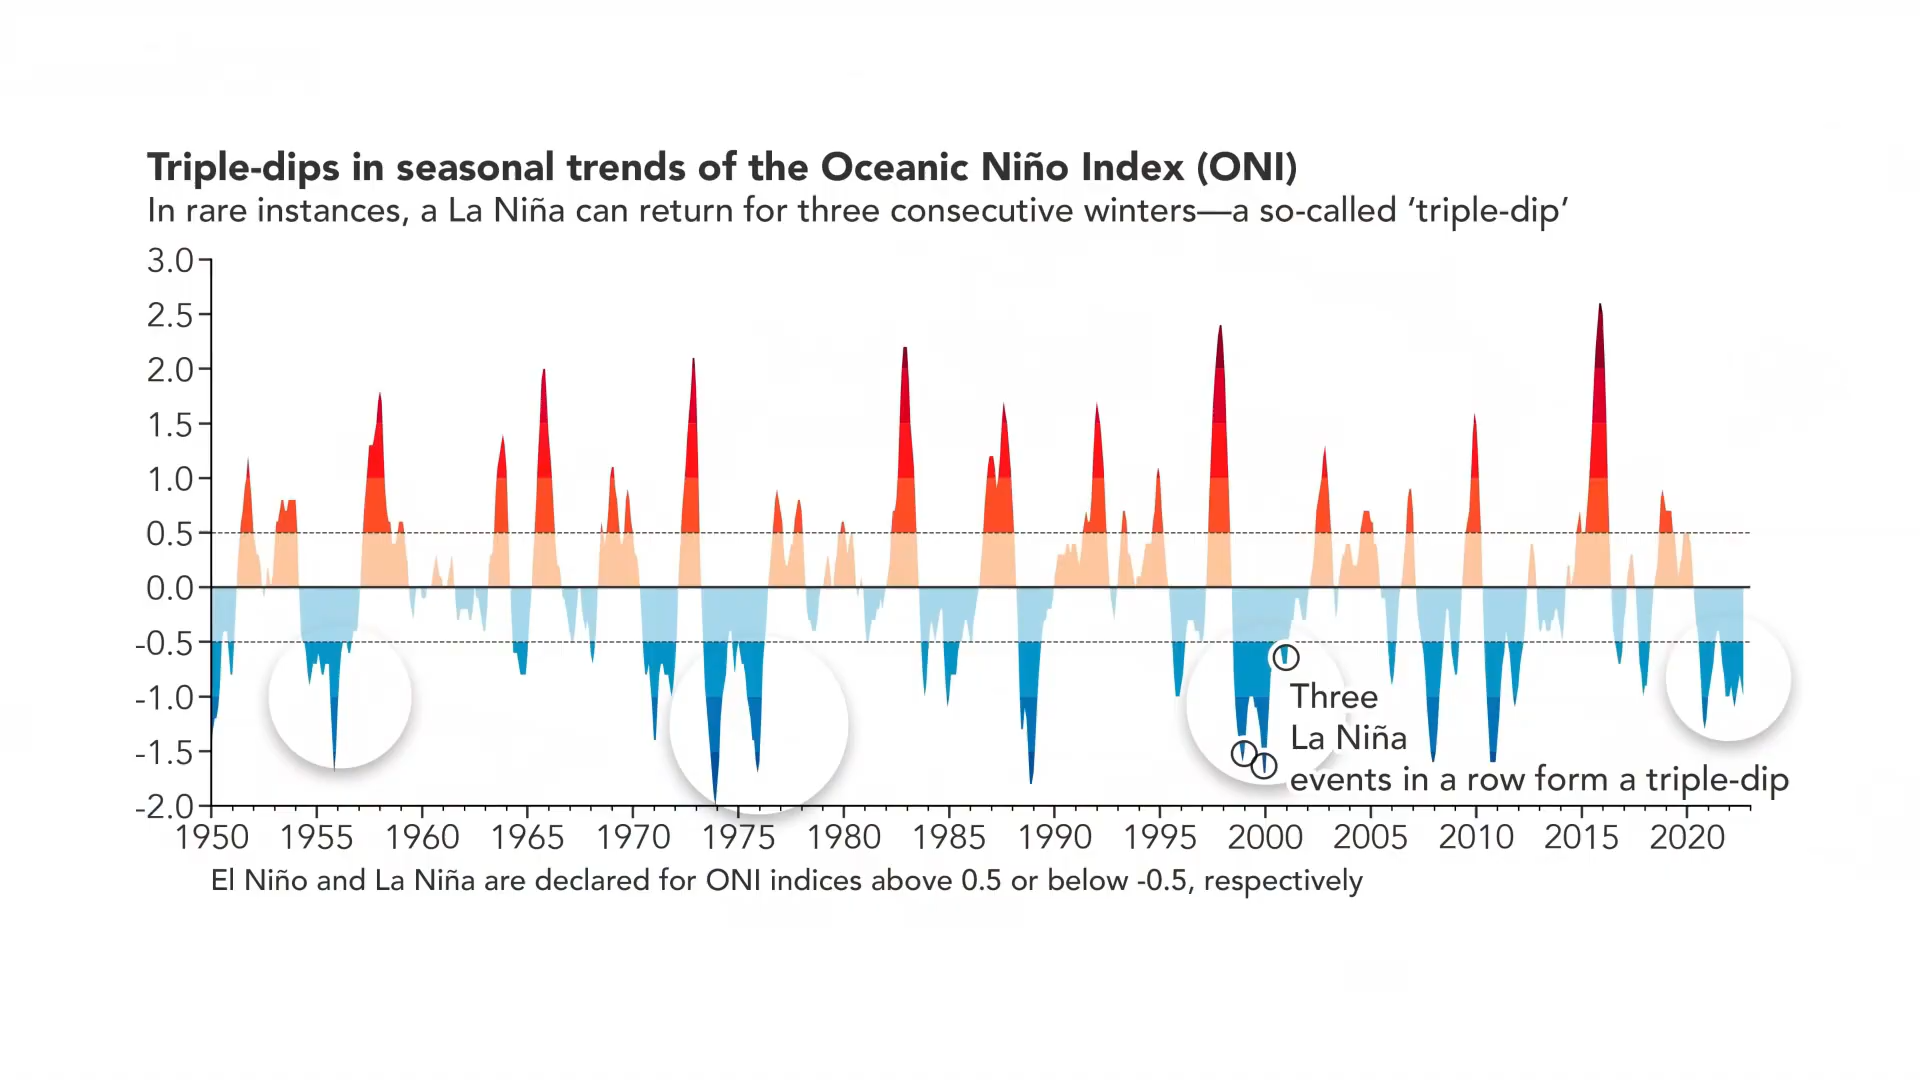 Triple-dips in seasonal trends of the Oceanic Niño Index (ONI)
In rare instances, a La Niña can return for three consecutive winters—a so-called ‘triple-dip’
3.0
2.5
2.0
1.5
1.0
0.5
0.0
-0.5
-1.0
-1.5
-2.0
Three
La Niña
events in a row form a triple-dip
1950 1955 1960 1965 1970 1975 1980 1985 1990 1995 2000 2005 2010 2015 2020
El Niño and La Niña are declared for ONI indices above 0.5 or below -0.5, respectively